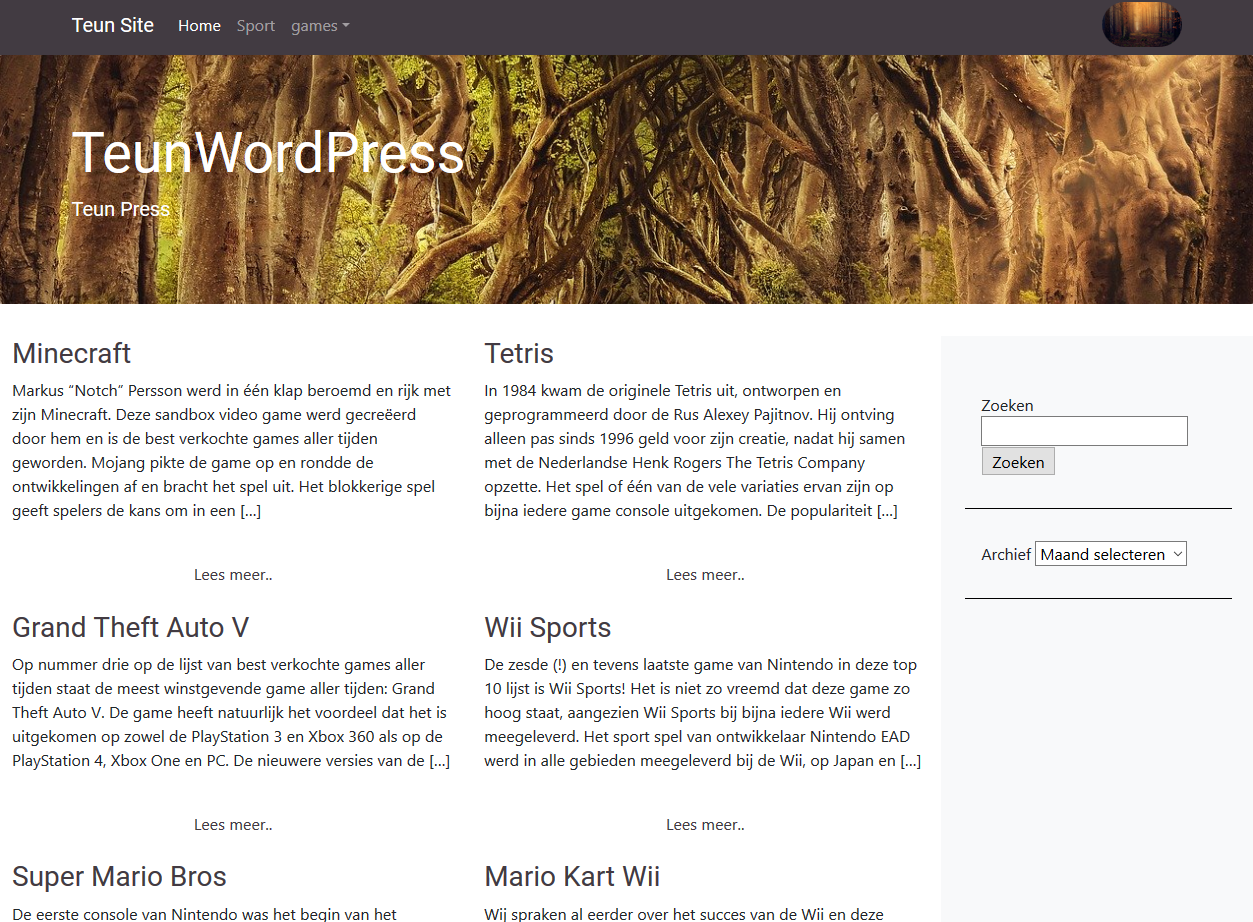 Teun Site Home Sport games
TeunWordPress
Teun Press
Minecraft
Markus “Notch” Persson werd in één klap beroemd en rijk met
zijn Minecraft. Deze sandbox video game werd gecreëerd
door hem en is de best verkochte games aller tijden
geworden. Mojang pikte de game op en rondde de
ontwikkelingen af en bracht het spel uit. Het blokkerige spel
geeft spelers de kans om in een [...]
Lees meer..
Tetris
In 1984 kwam de originele Tetris uit, ontworpen en
geprogrammeerd door de Rus Alexey Pajitnov. Hij ontving
alleen pas sinds 1996 geld voor zijn creatie, nadat hij samen
met de Nederlandse Henk Rogers The Tetris Company
opzette. Het spel of één van de vele variaties ervan zijn op
bijna iedere game console uitgekomen. De populariteit [...]
Lees meer..
Grand Theft Auto V
Op nummer drie op de lijst van best verkochte games aller
tijden staat de meest winstgevende game aller tijden: Grand
Theft Auto V. De game heeft natuurlijk het voordeel dat het is
uitgekomen op zowel de PlayStation 3 en Xbox 360 als op de
PlayStation 4, Xbox One en PC. De nieuwere versies van de [...]
Lees meer..
Wii Sports
De zesde (!) en tevens laatste game van Nintendo in deze top
10 lijst is Wii Sports! Het is niet zo vreemd dat deze game zo
hoog staat, aangezien Wii Sports bij bijna iedere Wii werd
meegeleverd. Het sport spel van ontwikkelaar Nintendo EAD
werd in alle gebieden meegeleverd bij de Wii, op Japan en [...]
Lees meer..
Super Mario Bros
De eerste console van Nintendo was het begin van het
Mario Kart Wii
Wij spraken al eerder over het succes van de Wii en deze
Zoeken
Zoeken
Archief Maand selecteren